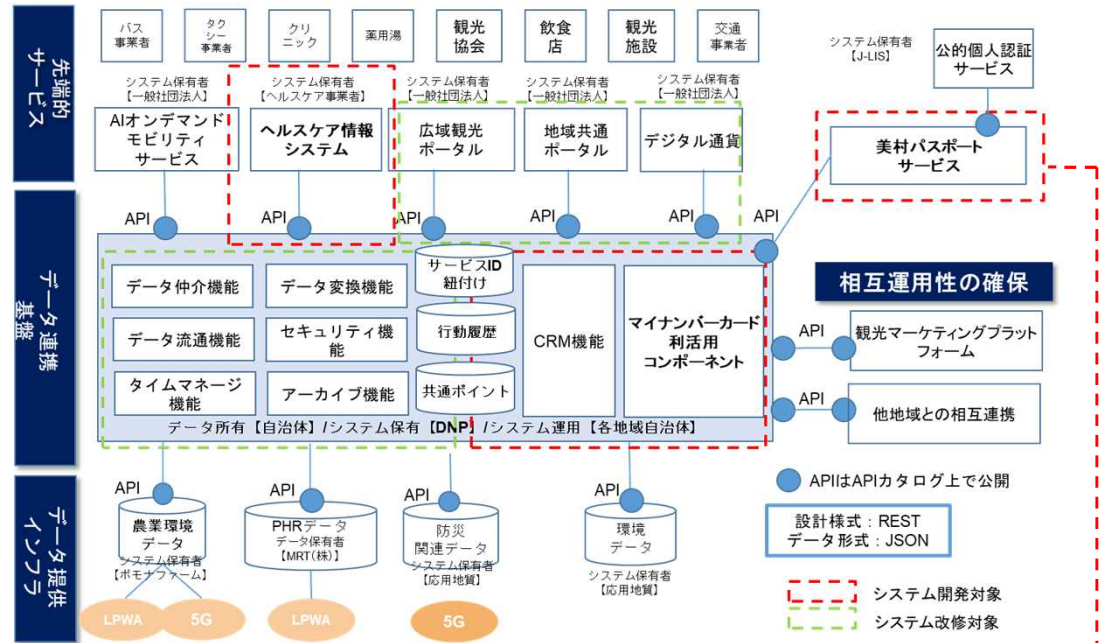 先端的
サービス
バス
事業者
タク
シー事業者
クリ
ニック
薬用湯
観光
協会
飲食
店
観光
施設
交通
事業者
システム保有者
【J-LIS】
公的個人認証
サービス
システム保有者
【一般社団法人】
システム保有者
【ヘルスケア事業者】
システム保有者
【一般社団法人】
システム保有者
【一般社団法人】
システム保有者
【一般社団法人】
AIオンデマンド
モビリティ
サービス
ヘルスケア情報
システム
広域観光
ポータル
地域共通
ポータル
デジタル通貨
美村パスポート
サービス
API
API
API
API
API
API
データ連携
基盤
データ仲介機能
データ変換機能
サービスID
紐付け
データ流通機能
セキュリティ機
能
行動履歴
タイムマネージ
機能
アーカイブ機能
共通ポイント
CRM機能
マイナンバーカード
利活用
コンポーネント
データ所有【自治体】/システム保有【DNP】/システム運用【各地域自治体】
相互運用性の確保
API
観光マーケティングプラット
フォーム
API
他地域との相互連携
データ提供
インフラ
API
API
API
API
農業環境
データ
システム保有者
【ポモナファーム】
PHRデータ
データ保有者
【MRT(株)】
防災
関連データ
システム保有者
【応用地質】
環境
データ
システム保有者
【応用地質】
LPWA
5G
LPWA
5G
APIはAPIカタログ上で公開
設計様式：REST
データ形式：JSON
システム開発対象
システム改修対象